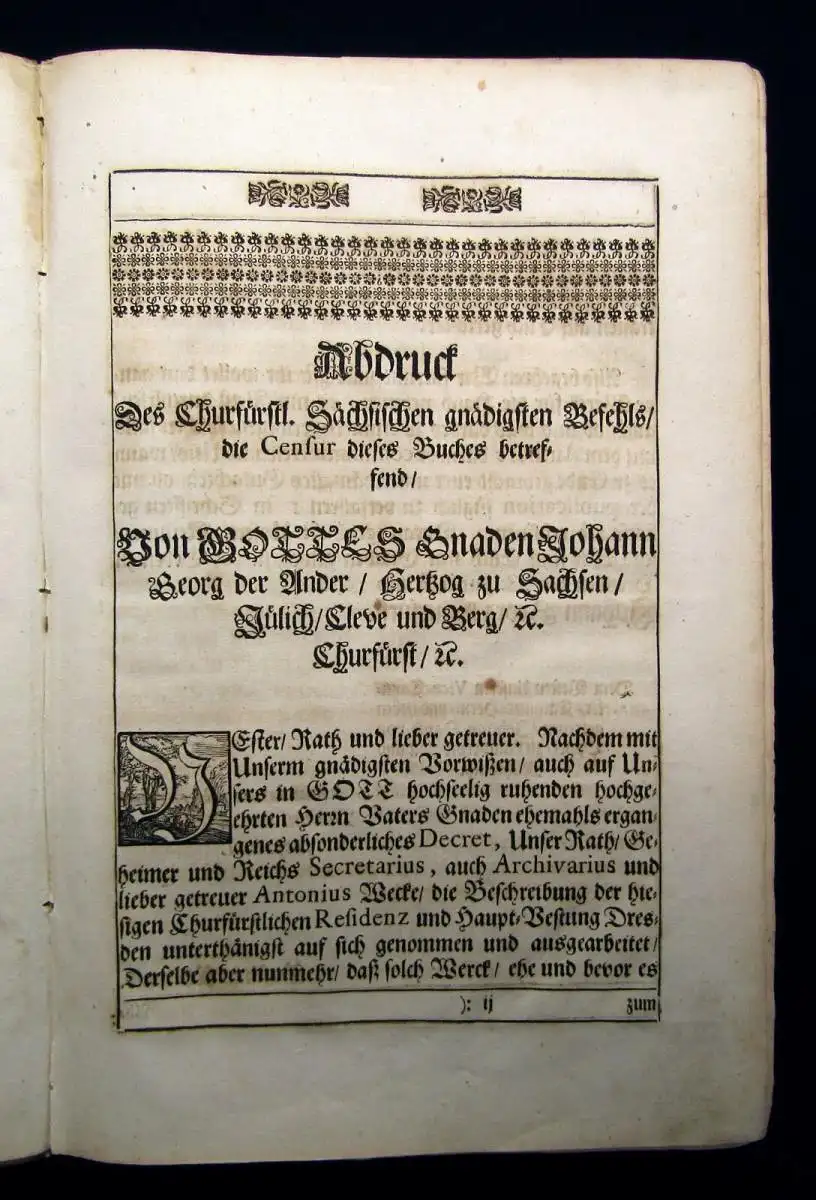 Abdruck
Des Churfürstl. Sächsischen gnädigsten Befehls/
die Censur dieses Buches betref-
fend/
Von GOTTES Gnaden Johann
Georg der Ander / Hertzog zu Sachsen /
Jülich / Cleve und Berg / ꝛc.
Churfürst / ꝛc.
VEster/ Rath und lieber getreuer. Nachdem mit
Unserm gnädigsten Vorwißen / auch auf Un-
sers in GOTT hochseelig ruhenden hochge-
ehrten Herrn Vaters Gnaden ehemahls ergan-
genes absonderliches Decret, Unser Rath/ Ge-
heimer und Reichs Secretarius, auch Archivarius und
lieber getreuer Antonius Wecke/ die Beschreibung der hie-
sigen Churfürstlichen Residenz und Haupt-Vestung Dres-
den unterthänigst auf sich genommen und ausgearbeitet/
Derselbe aber nunmehr/ daß solch Werck/ ehe und bevor es
): ij zum